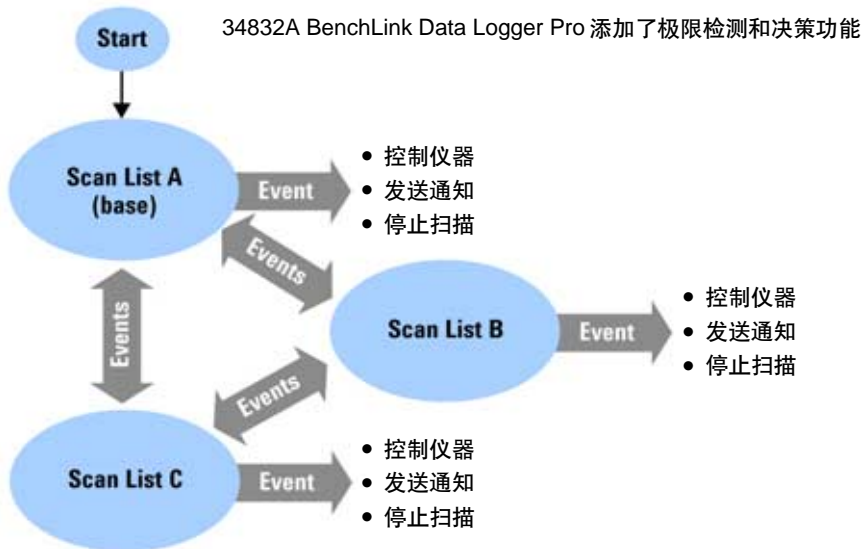 Start
34832A BenchLink Data Logger Pro 添加了极限检测和决策功能
Scan List A
(base)
Event
• 控制仪器
• 发送通知
• 停止扫描
Events
Events
Scan List B
Event
• 控制仪器
• 发送通知
• 停止扫描
Events
Scan List C
Event
• 控制仪器
• 发送通知
• 停止扫描